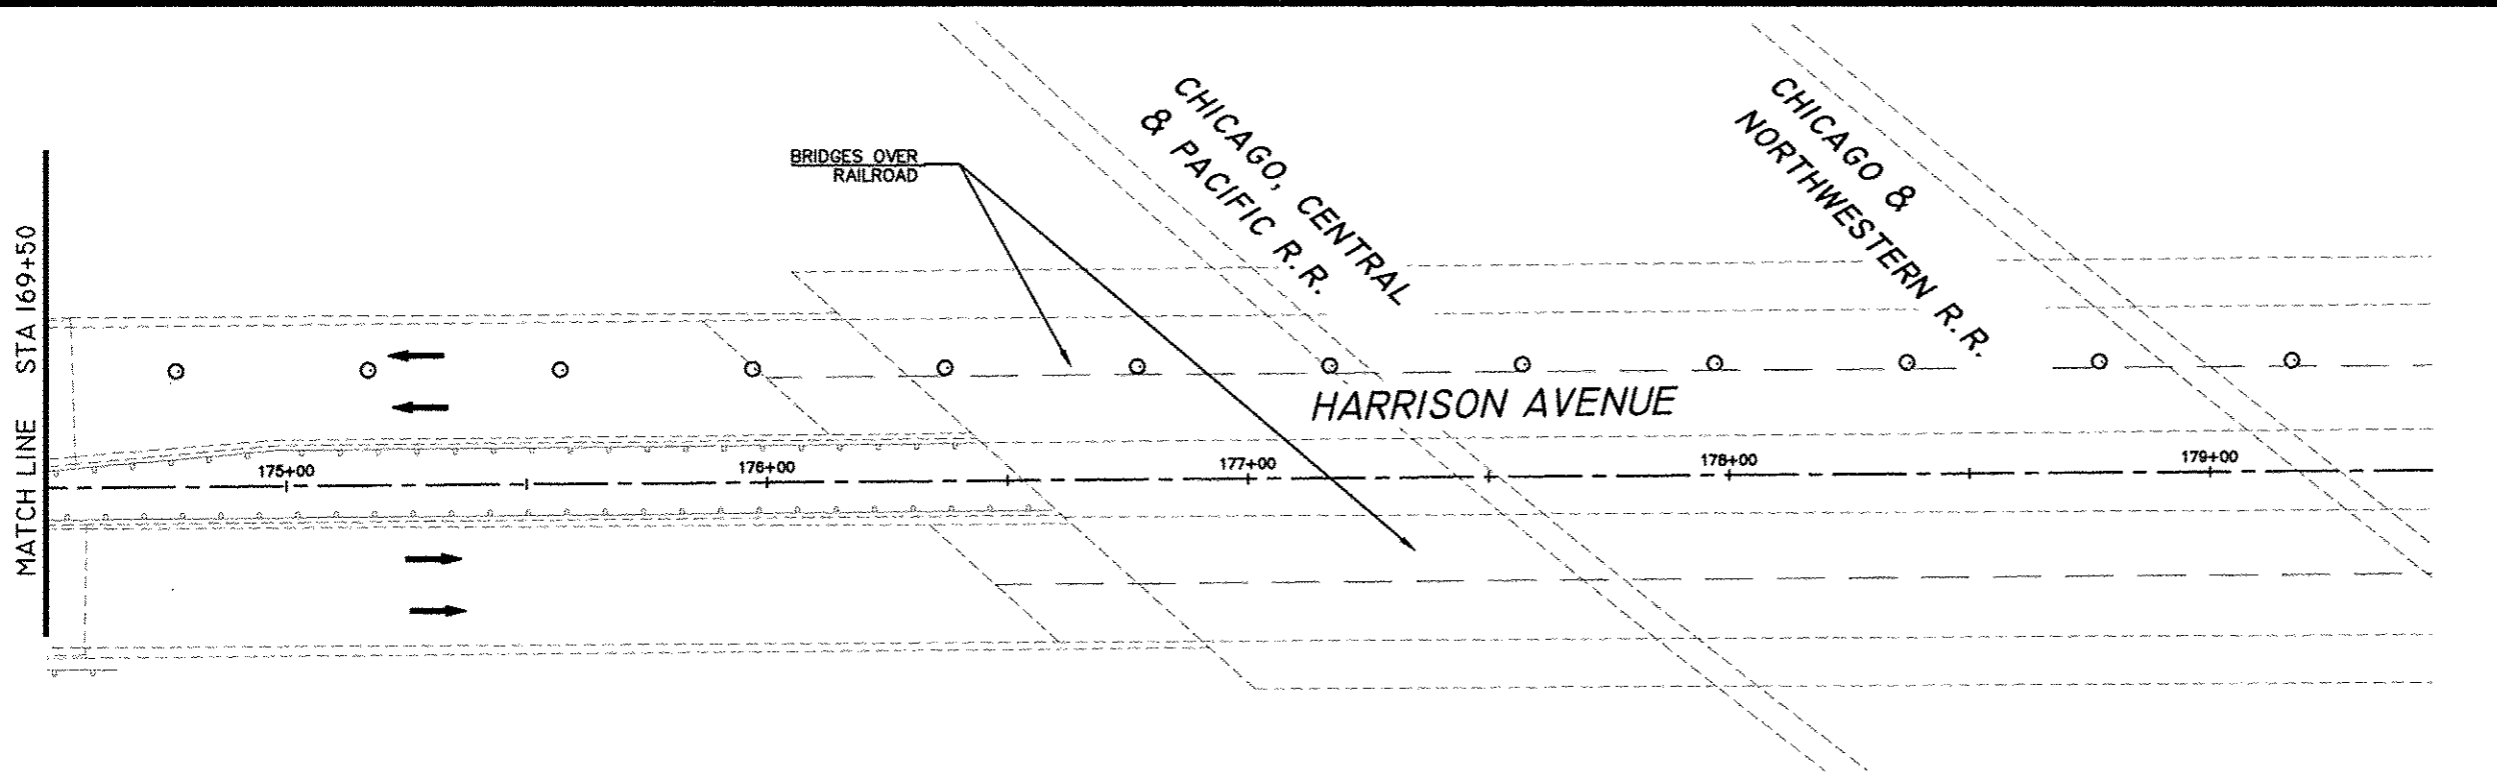 MATCH LINE STA 169+50
BRIDGES OVER
RAILROAD
CHICAGO, CENTRAL
& PACIFIC R.R.
CHICAGO &
NORTHWESTERN R.R.
HARRISON AVENUE
175+00
176+00
177+00
178+00
179+00